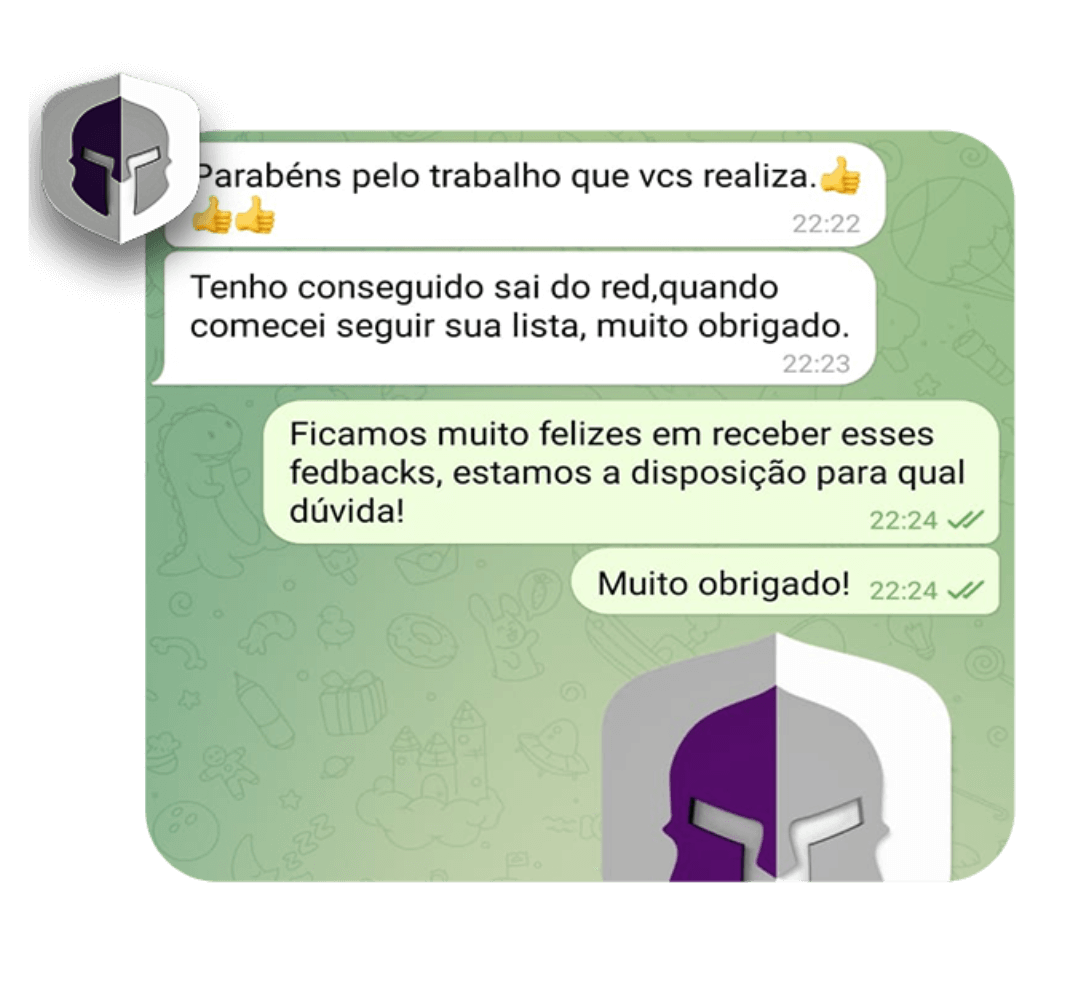 Parabéns pelo trabalho que vcs realiza.👍
👍👍
22:22
Tenho conseguido sai do red,quando
comecei seguir sua lista, muito obrigado.
22:23
Ficamos muito felizes em receber esses
fedbacks, estamos a disposição para qual
dúvida!
22:24
Muito obrigado! 22:24